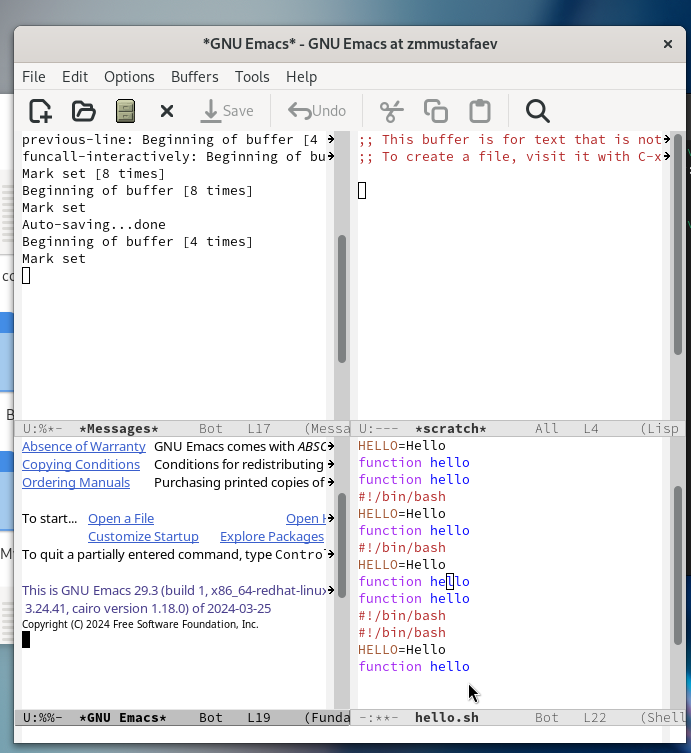 *GNU Emacs* - GNU Emacs at zmmustafaev
File Edit Options Buffers Tools Help
Save Undo
previous-line: Beginning of buffer [4
funcall-interactively: Beginning of bu
Mark set [8 times]
Beginning of buffer [8 times]
Mark set
Auto-saving...done
Beginning of buffer [4 times]
Mark set
U:%*- *Messages* Bot L17 (Messa
;; This buffer is for text that is not
;; To create a file, visit it with C-x
U:--- *scratch* All L4 (Lisp
Absence of Warranty GNU Emacs comes with ABSC
Copying Conditions Conditions for redistributing
Ordering Manuals Purchasing printed copies of
To start... Open a File Open H
Customize Startup Explore Packages
To quit a partially entered command, type Contro
This is GNU Emacs 29.3 (build 1, x86_64-redhat-linux
3.24.41, cairo version 1.18.0) of 2024-03-25
Copyright (C) 2024 Free Software Foundation, Inc.
U:%%- *GNU Emacs* Bot L19 (Funda
HELLO=Hello
function hello
function hello
#!/bin/bash
HELLO=Hello
function hello
#!/bin/bash
HELLO=Hello
function hello
function hello
#!/bin/bash
#!/bin/bash
HELLO=Hello
function hello
-:**- hello.sh Bot L22 (Shell